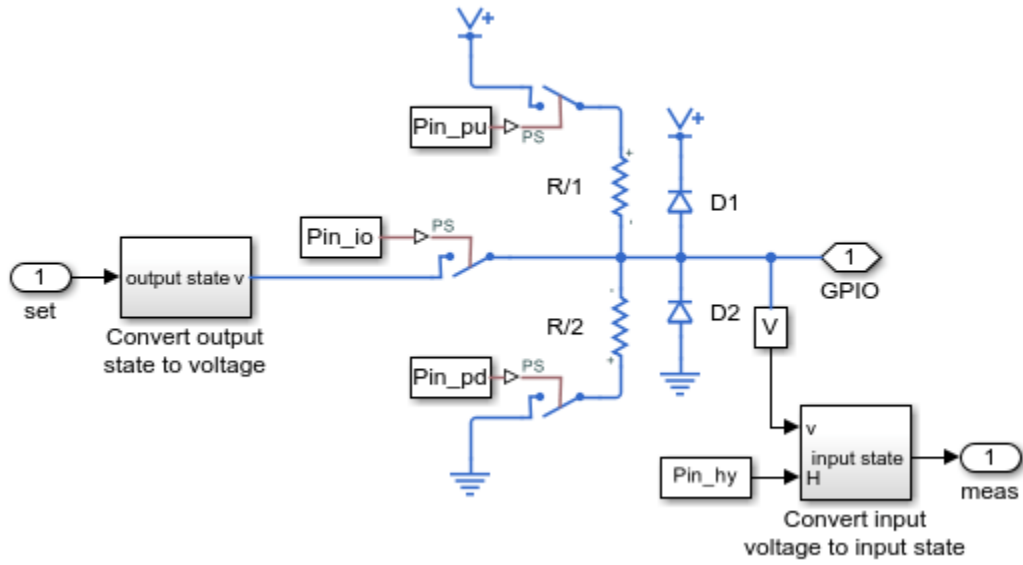 V+
Pin_pu
PS
V+
+
R/1
D1
-
Pin_io
PS
1
set
output state v
Convert output
state to voltage
1
GPIO
-
R/2
D2
V
+
Pin_pd
PS
v
input state
H
Pin_hy
1
meas
Convert input
voltage to input state